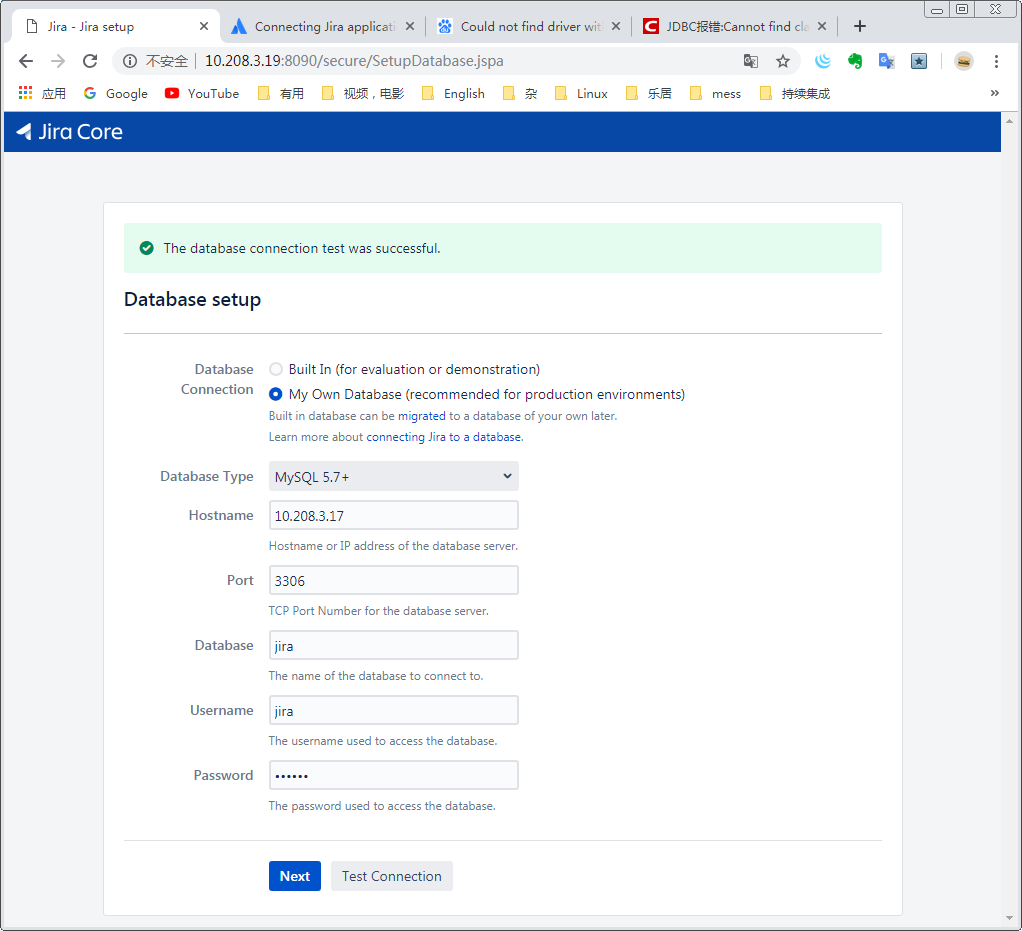 Jira - Jira setup
Connecting Jira applicati
Could not find driver wit
JDBC报错:Cannot find cla
不安全 | 10.208.3.19:8090/secure/SetupDatabase.jspa
应用 Google YouTube 有用 视频，电影 English 杂 Linux 乐居 mess 持续集成 »
Jira Core
The database connection test was successful.
Database setup
Database Connection
Built In (for evaluation or demonstration)
My Own Database (recommended for production environments)
Built in database can be migrated to a database of your own later.
Learn more about connecting Jira to a database.
Database Type MySQL 5.7+
Hostname 10.208.3.17
Hostname or IP address of the database server.
Port 3306
TCP Port Number for the database server.
Database jira
The name of the database to connect to.
Username jira
The username used to access the database.
Password ••••••
The password used to access the database.
Next Test Connection